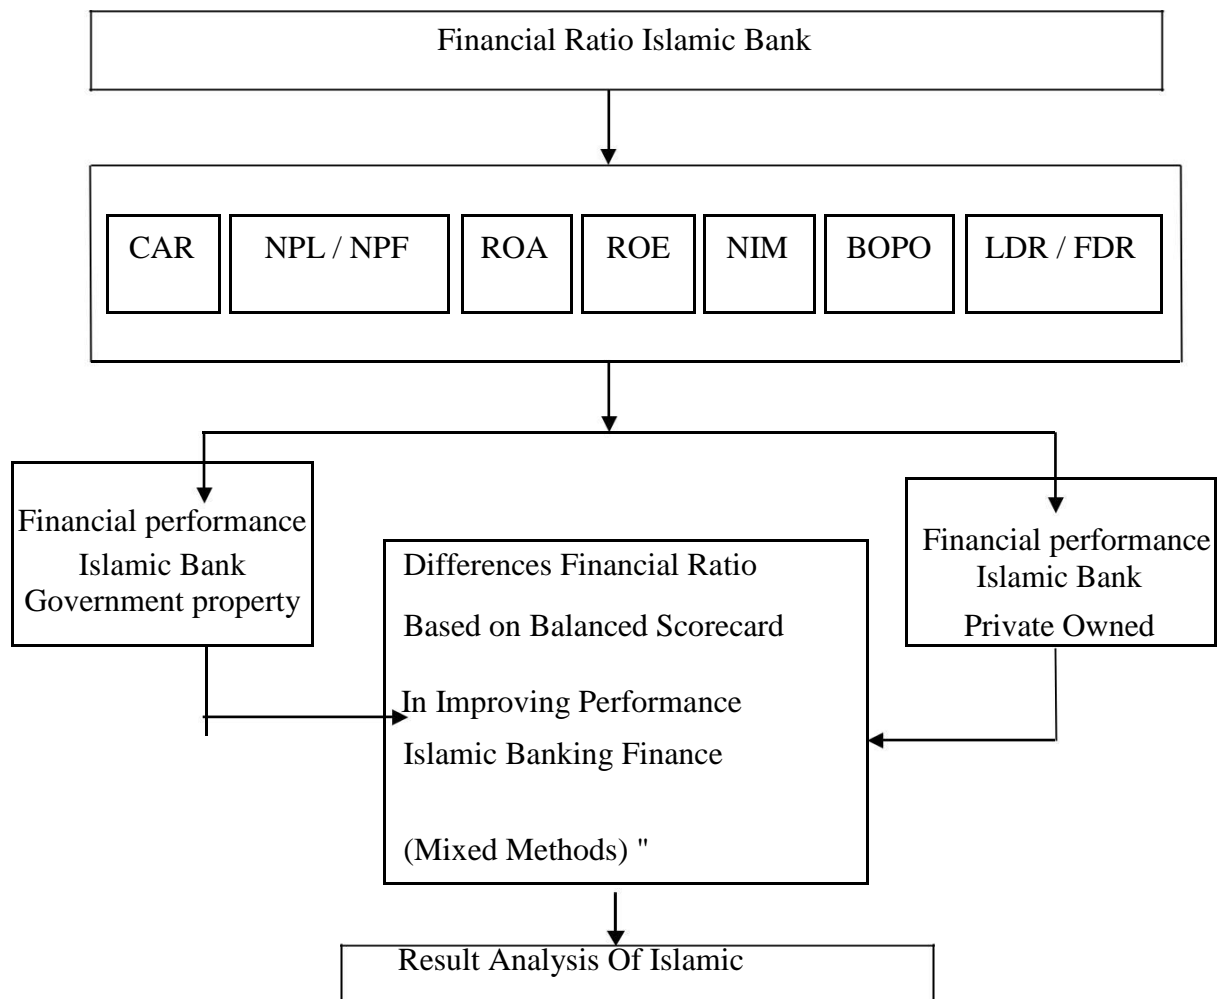 Financial Ratio Islamic Bank
CAR
NPL / NPF
ROA
ROE
NIM
BOPO
LDR / FDR
Financial performance
Islamic Bank
Government property
Differences Financial Ratio
Based on Balanced Scorecard
In Improving Performance
Islamic Banking Finance
(Mixed Methods) "
Financial performance
Islamic Bank
Private Owned
Result Analysis Of Islamic